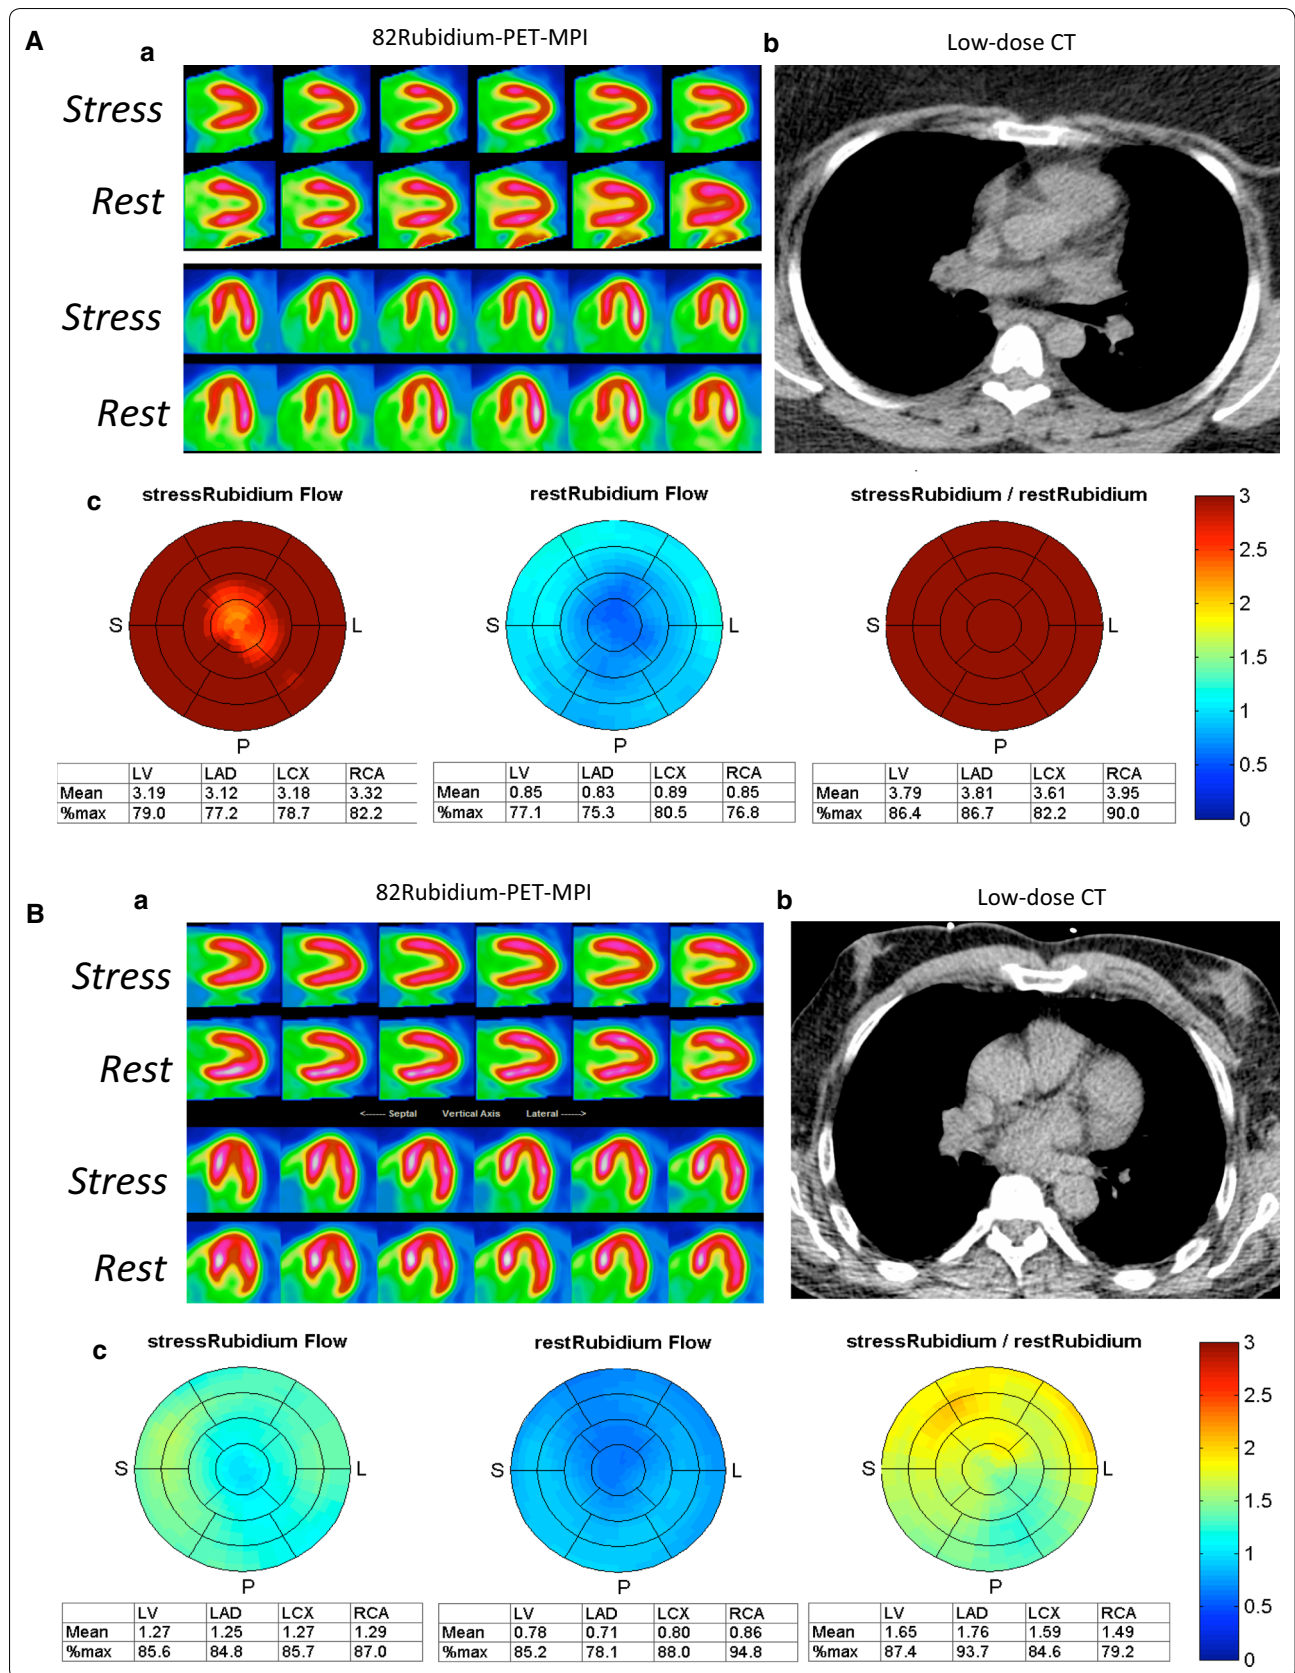 A
a
82Rubidium-PET-MPI
b
Low-dose CT
Stress
Rest
Stress
Rest
c
stressRubidium Flow
restRubidium Flow
stressRubidium / restRubidium
S
L
P
S
L
P
3
2.5
2
1.5
1
0.5
0
LV LAD LCX RCA
Mean 3.19 3.12 3.18 3.32
%max 79.0 77.2 78.7 82.2
LV LAD LCX RCA
Mean 0.85 0.83 0.89 0.85
%max 77.1 75.3 80.5 76.8
LV LAD LCX RCA
Mean 3.79 3.81 3.61 3.95
%max 86.4 86.7 82.2 90.0
B
a
82Rubidium-PET-MPI
b
Low-dose CT
Stress
Rest
<------ Septal Vertical Axis Lateral ------>
Stress
Rest
c
stressRubidium Flow
restRubidium Flow
stressRubidium / restRubidium
S
L
P
S
L
P
S
L
3
2.5
2
1.5
1
0.5
0
LV LAD LCX RCA
Mean 1.27 1.25 1.27 1.29
%max 85.6 84.8 85.7 87.0
LV LAD LCX RCA
Mean 0.78 0.71 0.80 0.86
%max 85.2 78.1 88.0 94.8
LV LAD LCX RCA
Mean 1.65 1.76 1.59 1.49
%max 87.4 93.7 84.6 79.2